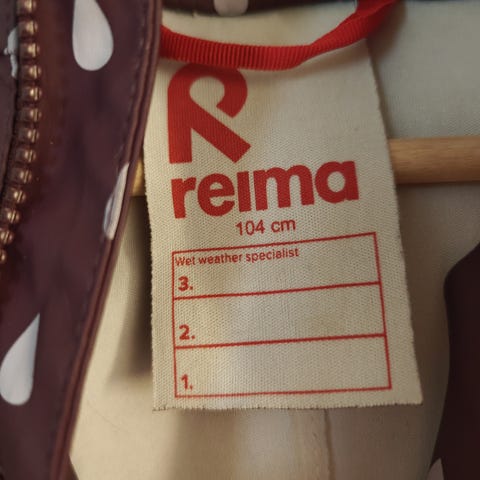 reima
104 cm
Wet weather specialist
3.
2.
1.